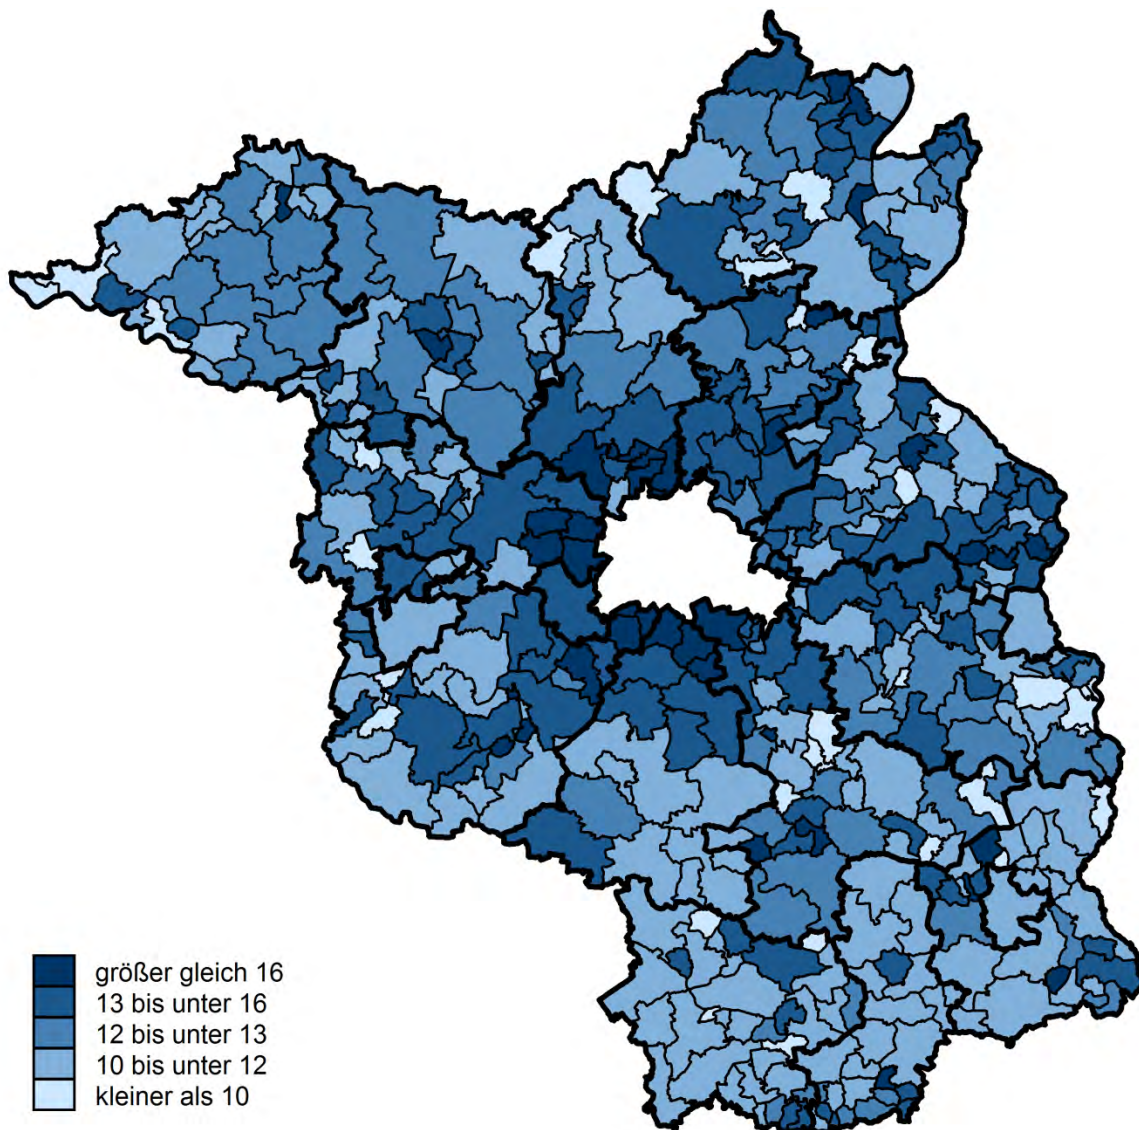 größer gleich 16
13 bis unter 16
12 bis unter 13
10 bis unter 12
kleiner als 10